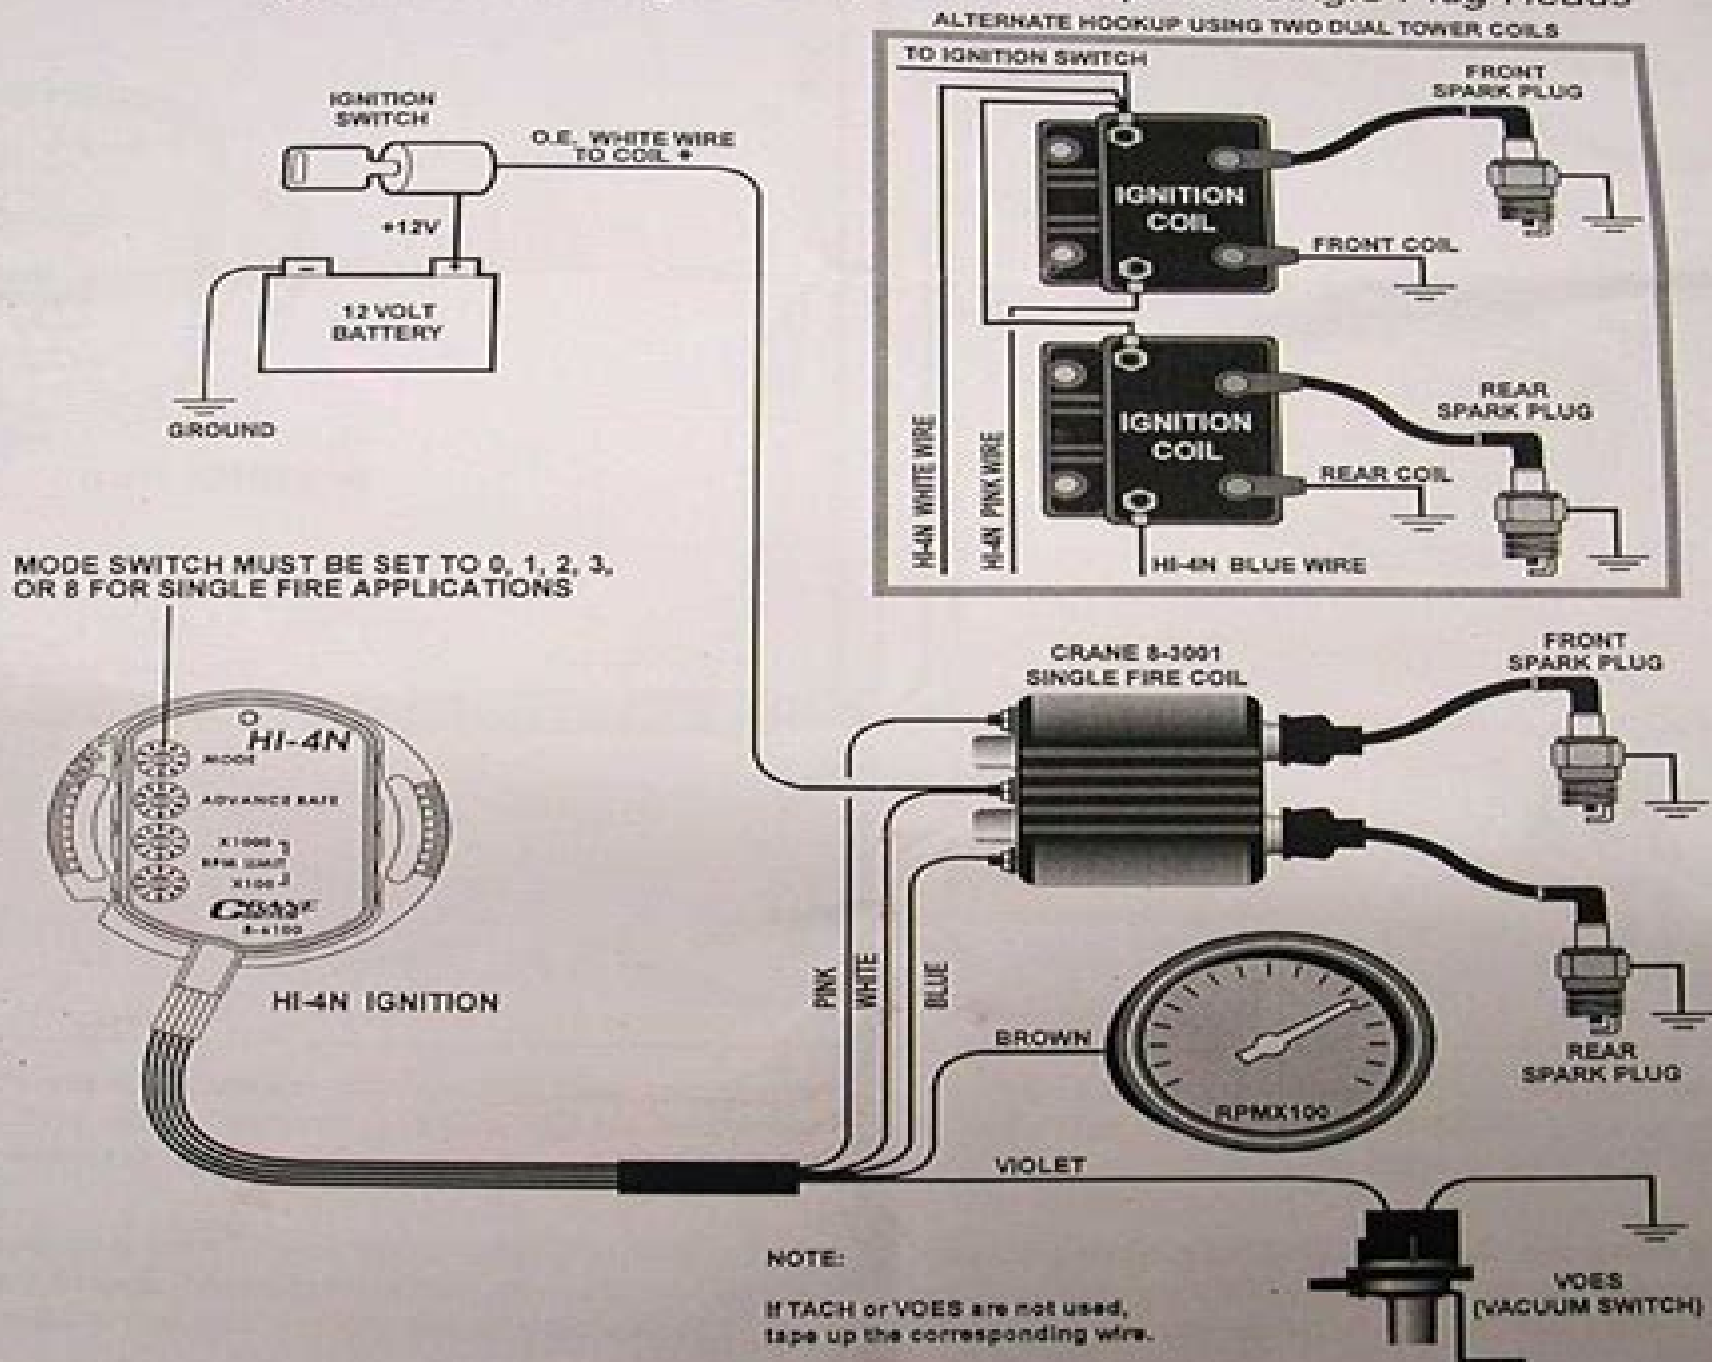 ALTERNATE HOOKUP USING TWO DUAL TOWER COILS
TO IGNITION SWITCH
FRONT
SPARK PLUG
IGNITION
COIL
FRONT COIL
REAR
SPARK PLUG
IGNITION
COIL
REAR COIL
HI-4N WHITE WIRE
HI-4N PINK WIRE
HI-4N BLUE WIRE
IGNITION
SWITCH
O.E. WHITE WIRE
TO COIL +
+12V
-
+
12 VOLT
BATTERY
GROUND
MODE SWITCH MUST BE SET TO 0, 1, 2, 3,
OR 8 FOR SINGLE FIRE APPLICATIONS
HI-4N
MODE
ADVANCE RATE
X1000
RPM LIMIT
X100
CRANE
HI-4N IGNITION
CRANE 8-3001
SINGLE FIRE COIL
FRONT
SPARK PLUG
PINK
WHITE
BLUE
BROWN
RPMX100
REAR
SPARK PLUG
VIOLET
VOES
(VACUUM SWITCH)
NOTE:
If TACH or VOES are not used,
tape up the corresponding wire.